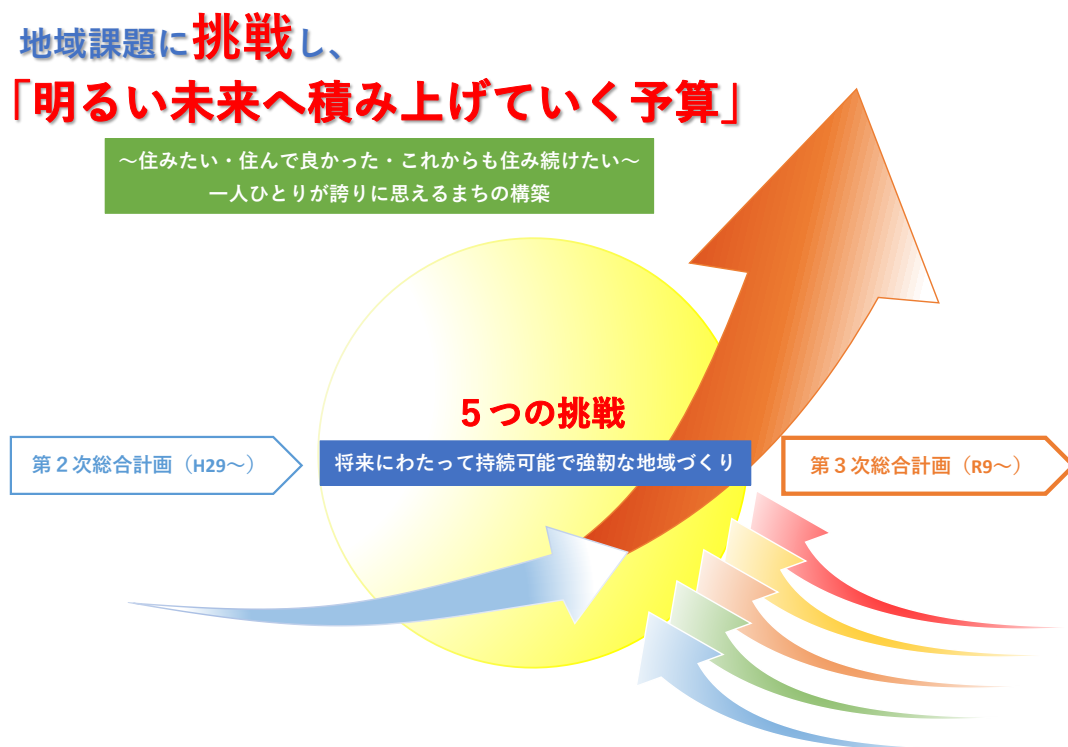 地域課題に挑戦し、
「明るい未来へ積み上げていく予算」
～住みたい・住んで良かった・これからも住み続けたい～
一人ひとりが誇りに思えるまちの構築
５つの挑戦
第２次総合計画（H29～）
将来にわたって持続可能で強靭な地域づくり
第３次総合計画（R9～）